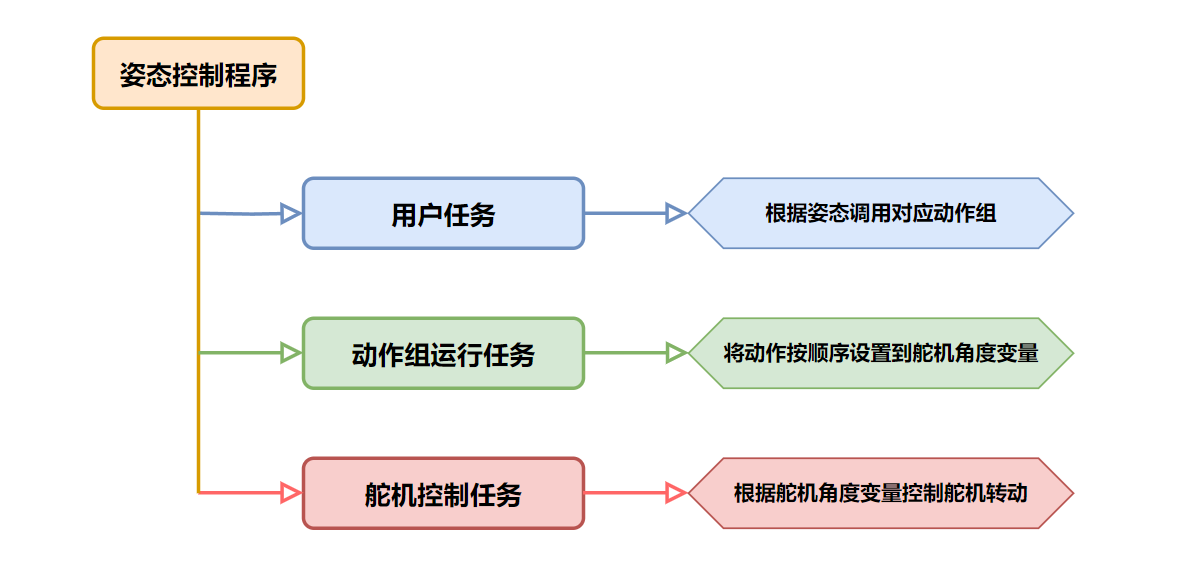 姿态控制程序
用户任务
根据姿态调用对应动作组
动作组运行任务
将动作按顺序设置到舵机角度变量
舵机控制任务
根据舵机角度变量控制舵机转动